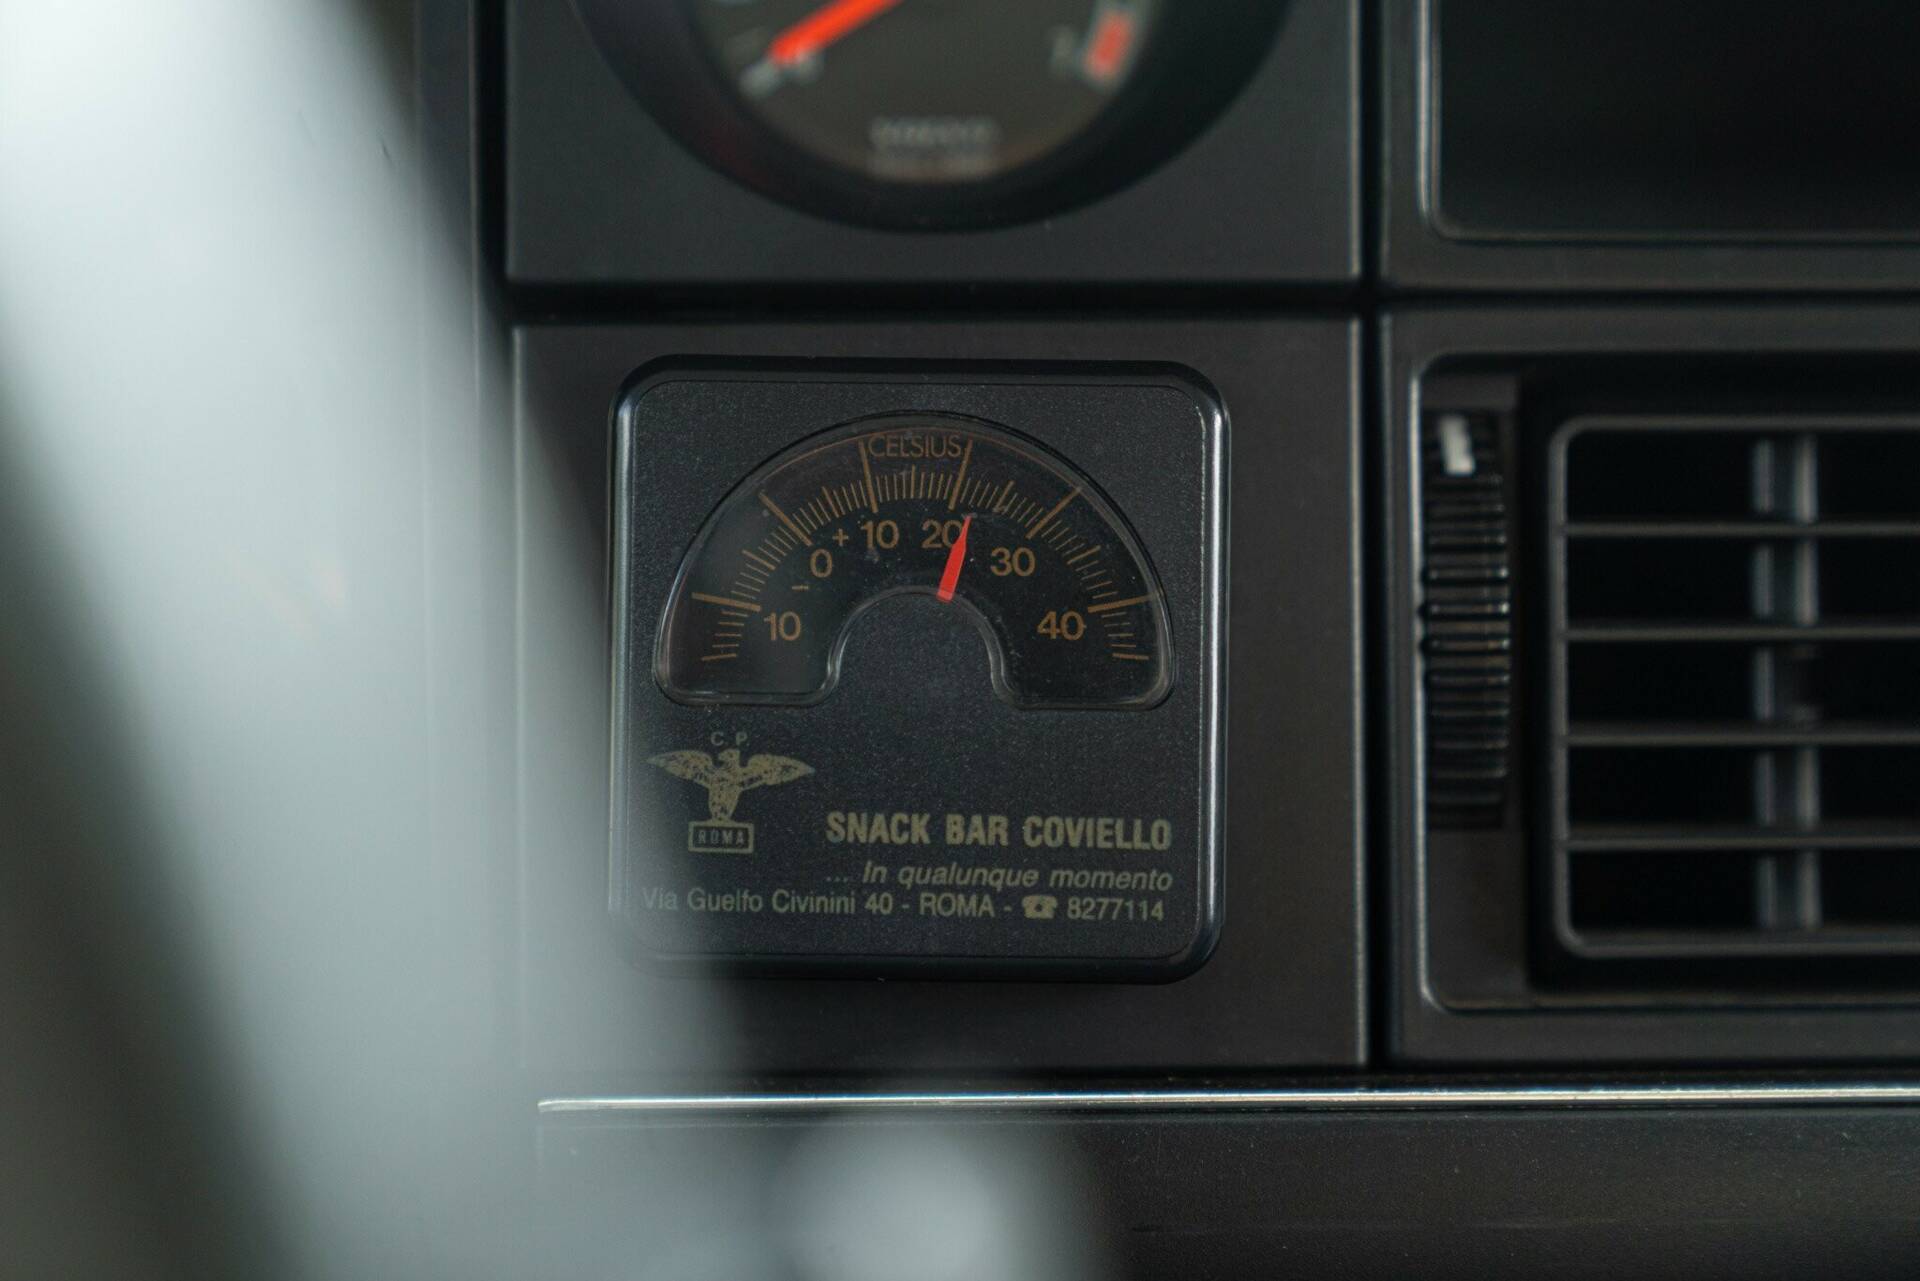 CELSIUS
10 - 0 + 10 20 30 40
C.P.
ROMA
SNACK BAR COVIELLO
... In qualunque momento
Via Guelfo Civinini 40 - ROMA - ☎ 8277114